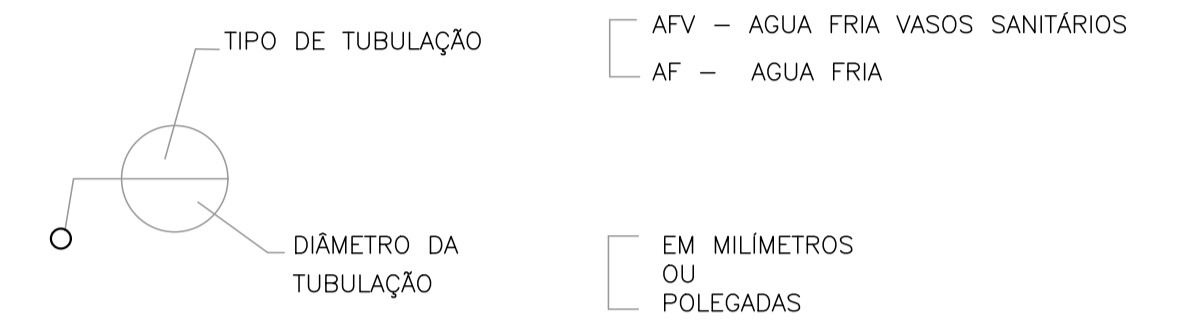 TIPO DE TUBULAÇÃO
AFV – AGUA FRIA VASOS SANITÁRIOS
AF – AGUA FRIA
DIÂMETRO DA
TUBULAÇÃO
EM MILÍMETROS
OU
POLEGADAS